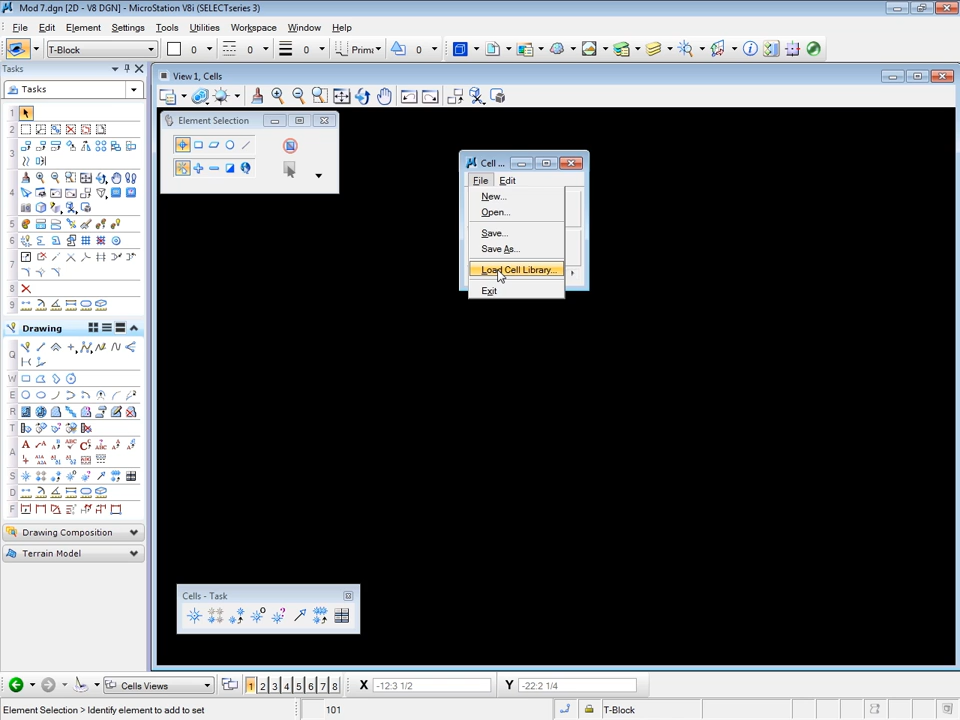 Mod 7.dgn [2D - V8 DGN] - MicroStation V8i (SELECTseries 3)
File Edit Element Settings Tools Utilities Workspace Window Help
T-Block 0 0 0 Prima 0
Tasks
Tasks
View 1, Cells
Element Selection
Cell ...
File Edit
New...
Open...
Save...
Save As...
Load Cell Library...
Exit
1
2
3
4
5
6
7
8
9
Drawing
Q
W
E
R
T
A
S
D
F
Drawing Composition
Terrain Model
Cells - Task
Cells Views 1 2 3 4 5 6 7 8 X -12:3 1/2 Y -22:2 1/4
Element Selection > Identify element to add to set 101 T-Block